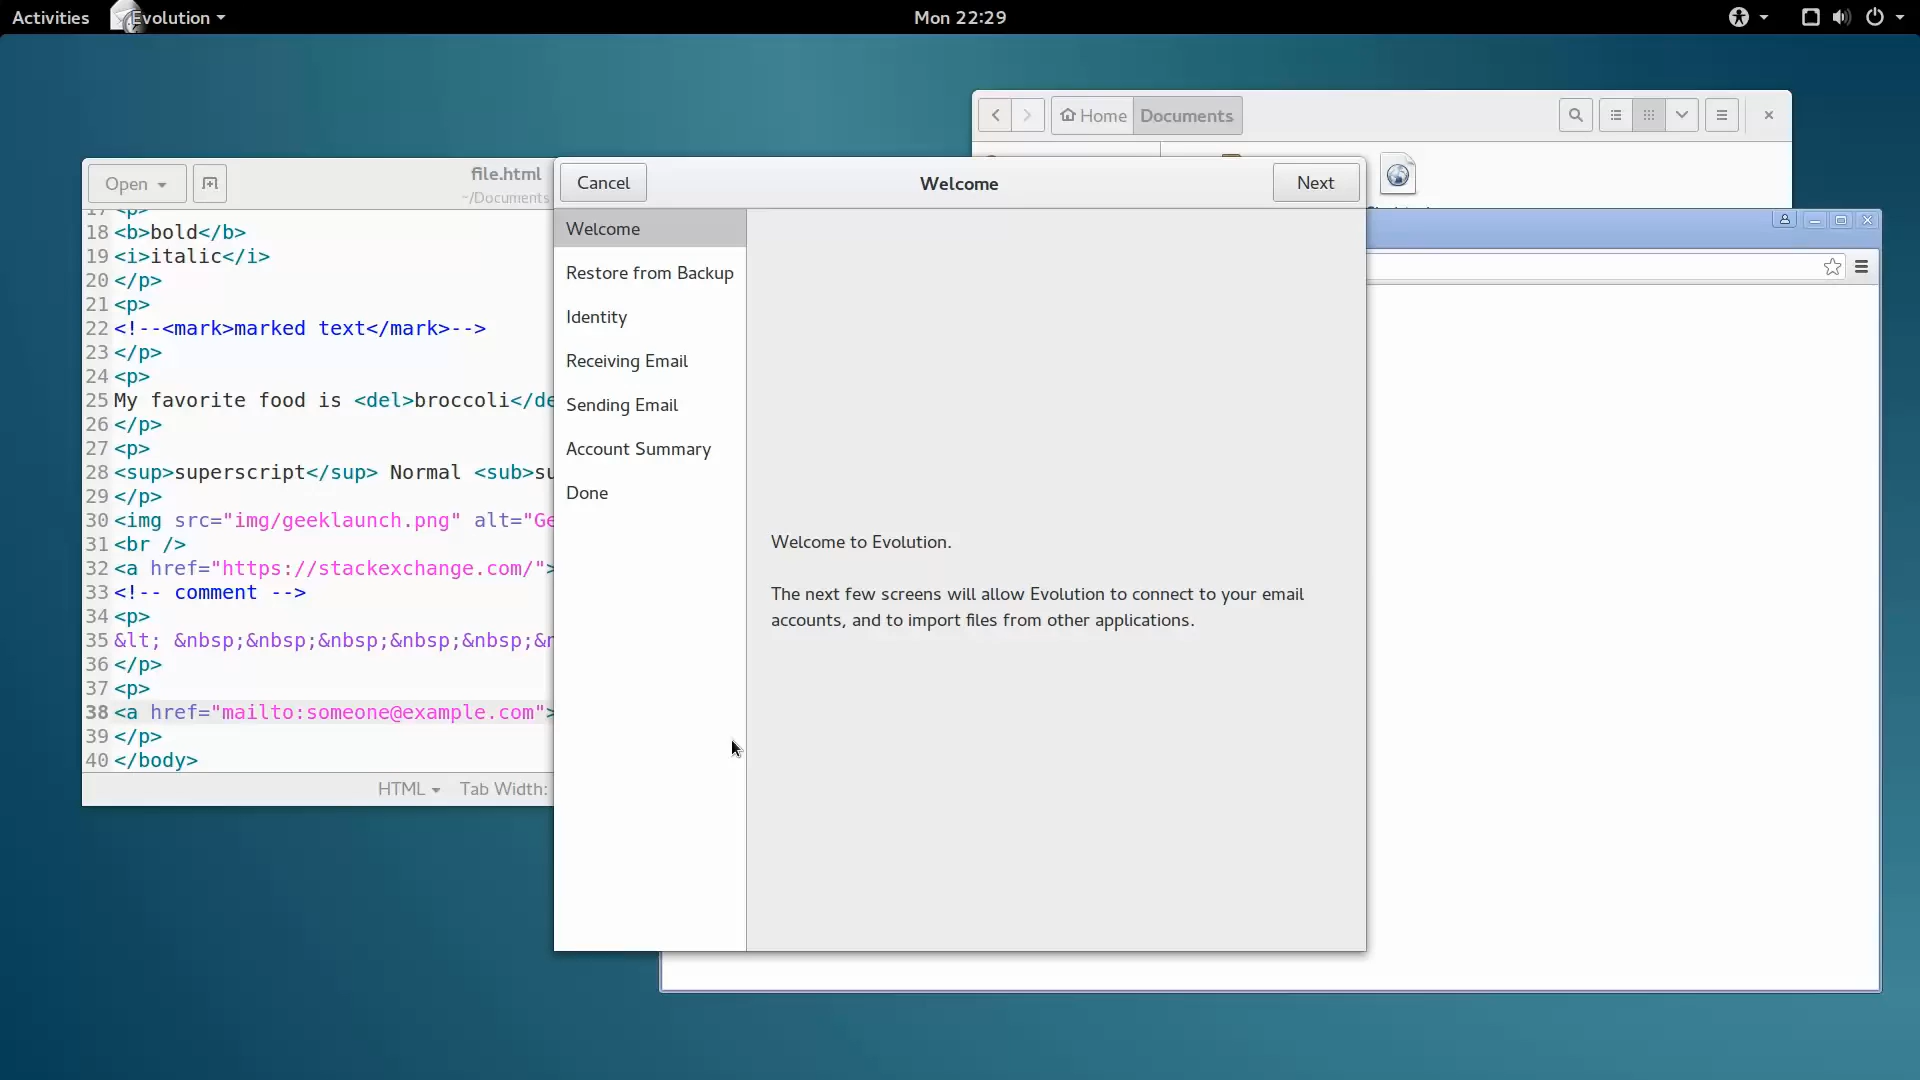 Activities
Evolution
Mon 22:29
Home
Documents
Open
file.html
~/Documents
17 <p>
18 <b>bold</b>
19 <i>italic</i>
20 </p>
21 <p>
22 <!--<mark>marked text</mark>-->
23 </p>
24 <p>
25 My favorite food is <del>broccoli</de
26 </p>
27 <p>
28 <sup>superscript</sup> Normal <sub>su
29 </p>
30 <img src="img/geeklaunch.png" alt="Ge
31 <br />
32 <a href="https://stackexchange.com/">
33 <!-- comment -->
34 <p>
35 &lt; &nbsp;&nbsp;&nbsp;&nbsp;&nbsp;&n
36 </p>
37 <p>
38 <a href="mailto:someone@example.com">
39 </p>
40 </body>
HTML
Tab Width:
Cancel
Welcome
Next
Welcome
Restore from Backup
Identity
Receiving Email
Sending Email
Account Summary
Done
Welcome to Evolution.
The next few screens will allow Evolution to connect to your email
accounts, and to import files from other applications.